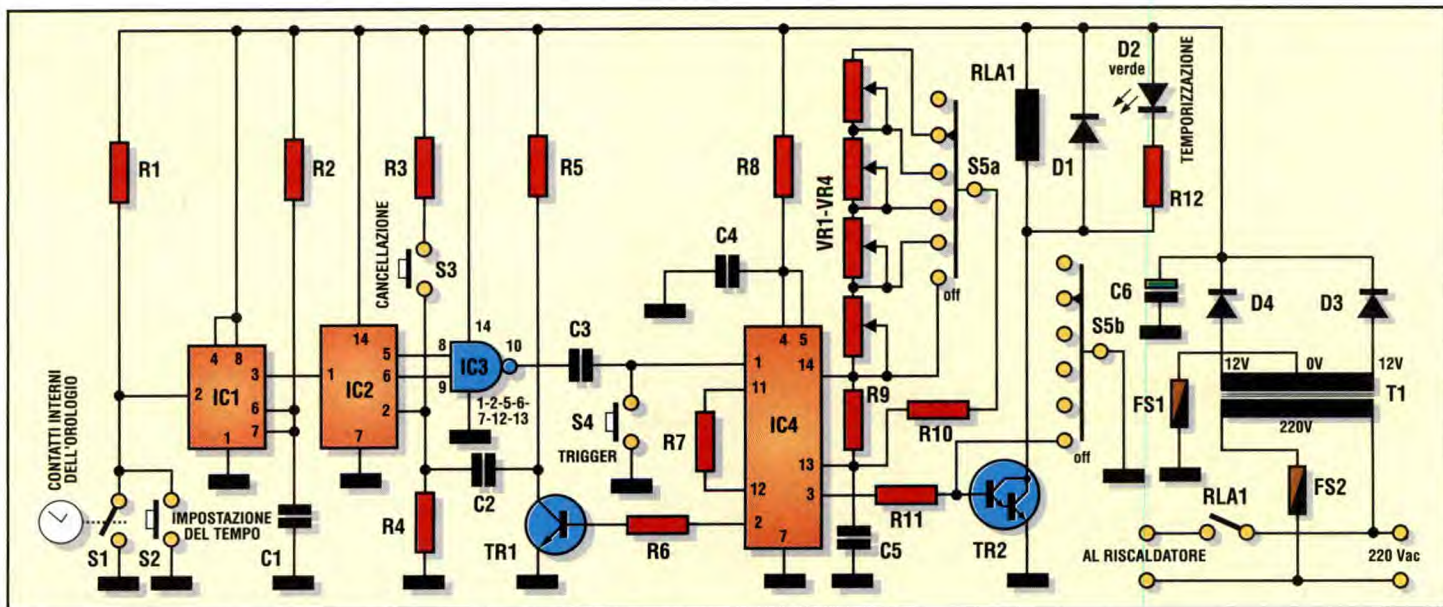 R1
R2
R3
R5
R8
VR1-VR4
S5a
off
RLA1
D1
D2
verde
TEMPORIZZAZIONE
R12
CANCELLAZIONE
S3
C4
14
10
8
9
IC3
1-2-5-6-
7-12-13
C3
S4
TRIGGER
4 8
2
3
6
7
1
IC1
14
1
5
6
2
7
IC2
R4
C2
TR1
R6
R7
4 5
1
14
11
12
13
3
2
7
IC4
R9
R10
R11
C5
TR2
S5b
off
C6
D4
D3
12V
0V
12V
T1
220V
FS1
FS2
RLA1
AL RISCALDATORE
220 Vac
CONTATTI INTERNI
DELL'OROLOGIO
S1
S2
IMPOSTAZIONE
DEL TEMPO
C1